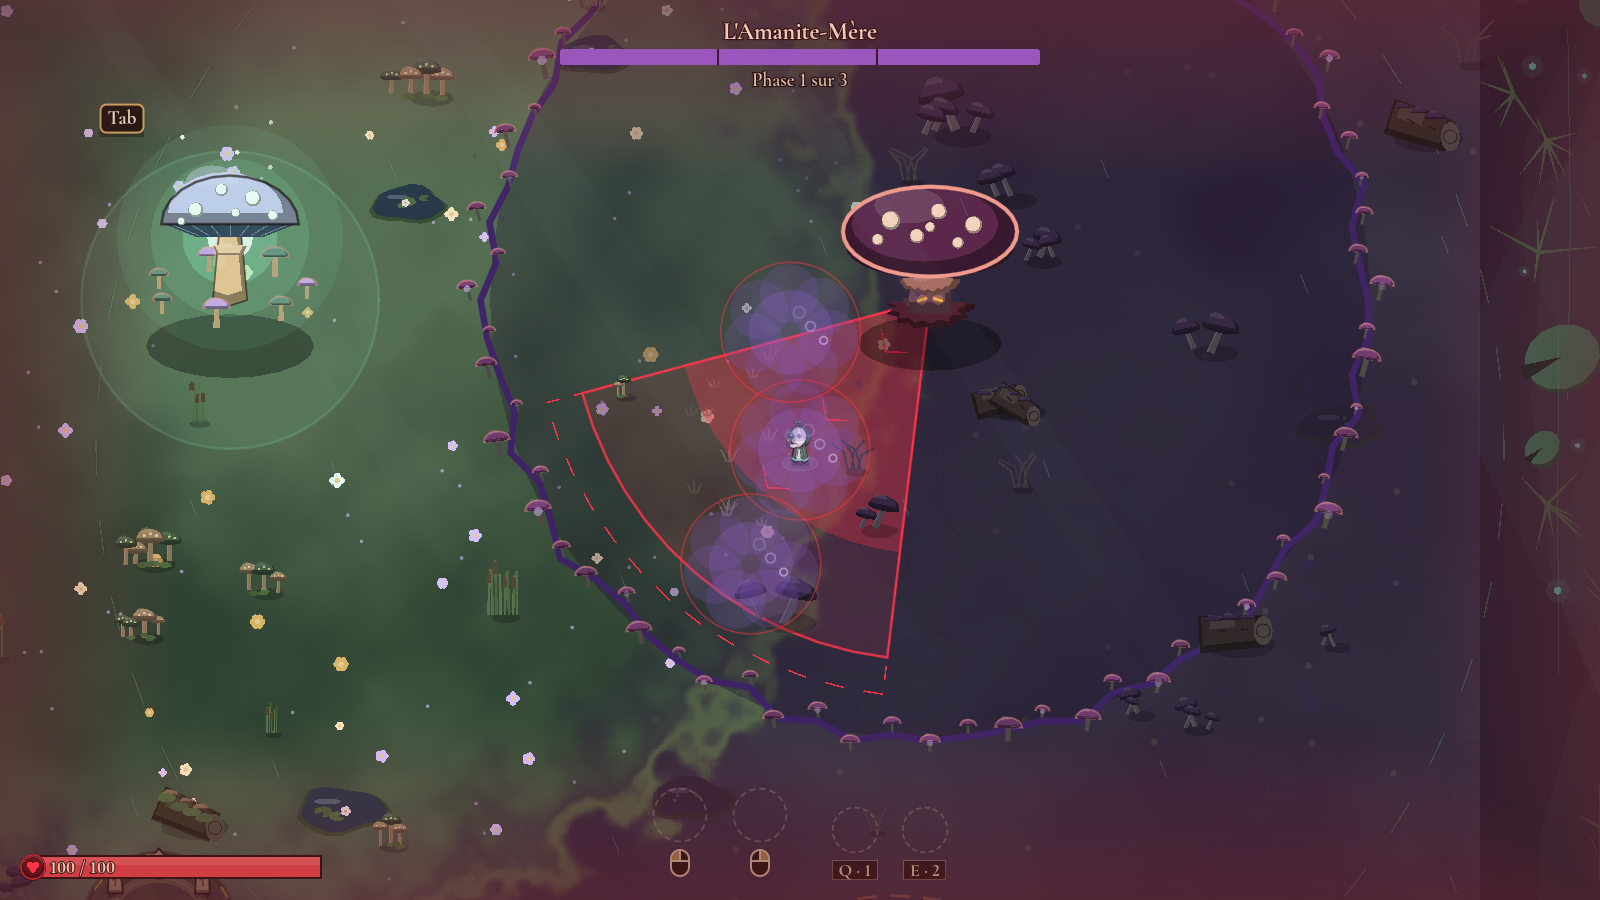 L'Amanite-Mère
Phase 1 sur 3
Tab
100 / 100
Q · 1
E · 2